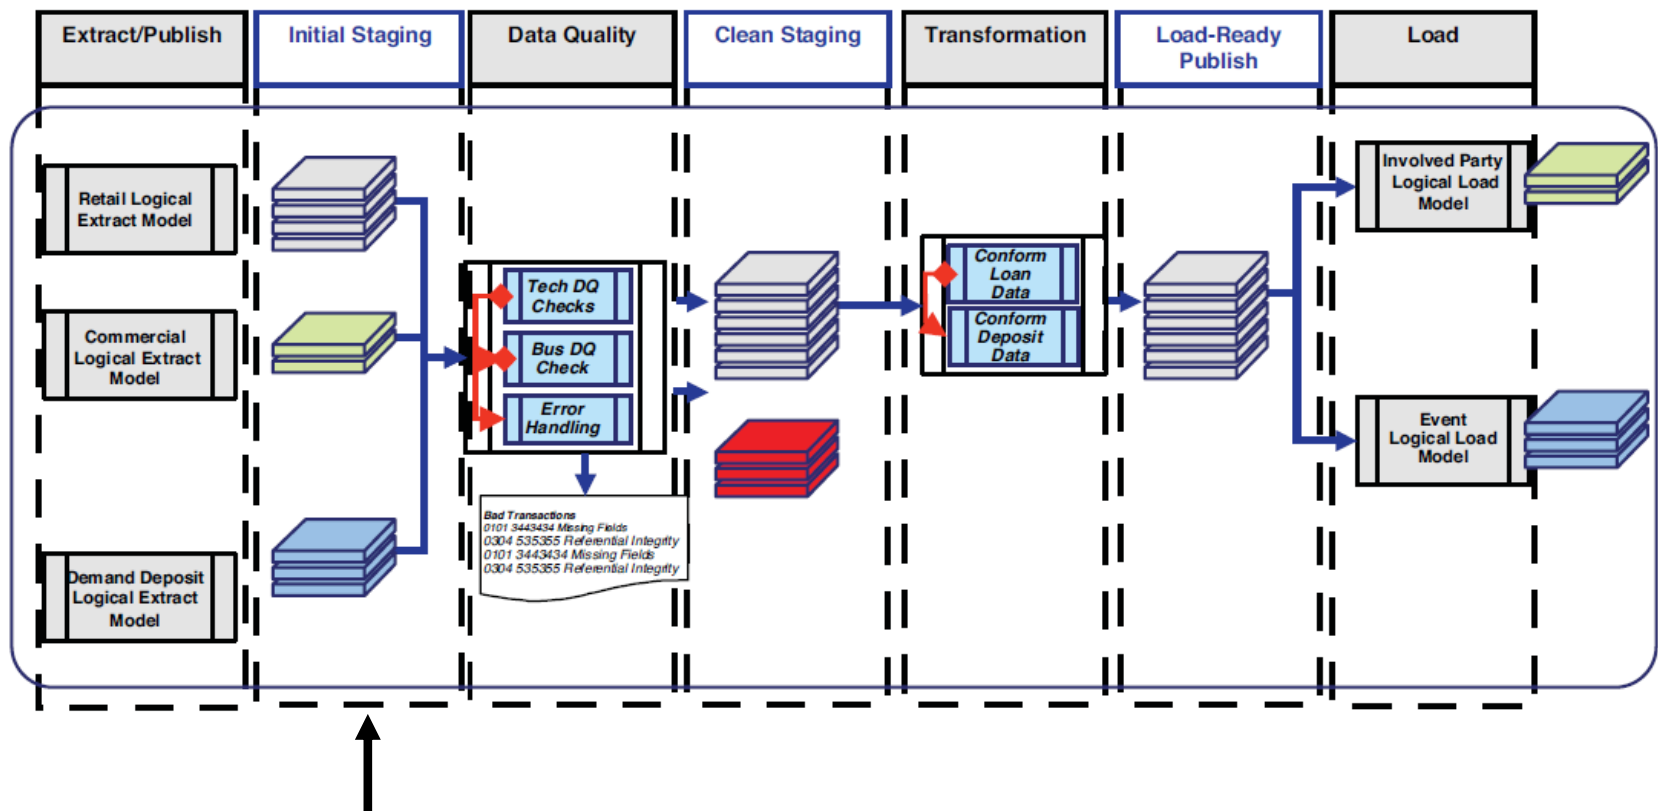 Extract/Publish
Initial Staging
Data Quality
Clean Staging
Transformation
Load-Ready
Publish
Load
Retail Logical
Extract Model
Commercial
Logical Extract
Model
Demand Deposit
Logical Extract
Model
Tech DQ
Checks
Bus DQ
Check
Error
Handling
Bad Transactions
0101 3443434 Missing Fields
0304 535355 Referential Integrity
0101 3443434 Missing Fields
0304 535355 Referential Integrity
Conform
Loan
Data
Conform
Deposit
Data
Involved Party
Logical Load
Model
Event
Logical Load
Model